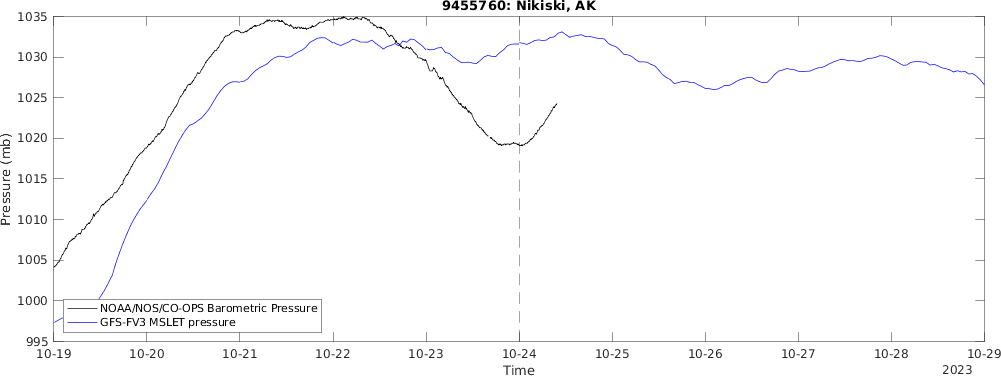 9455760: Nikiski, AK
Pressure (mb)
1035
1030
1025
1020
1015
1010
1005
1000
995
NOAA/NOS/CO-OPS Barometric Pressure
GFS-FV3 MSLET pressure
10-19 10-20 10-21 10-22 10-23 10-24 10-25 10-26 10-27 10-28 10-29
Time
2023